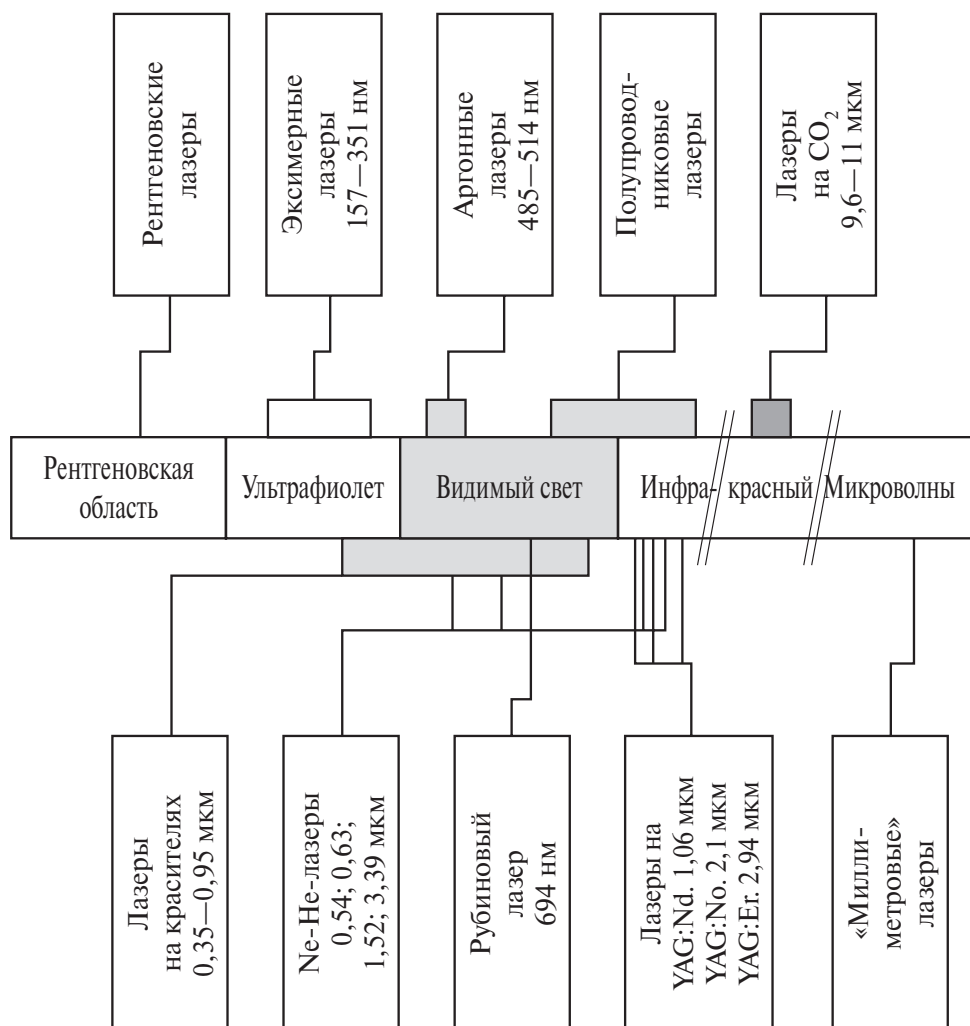 Рентгеновские
лазеры
Эксимерные
лазеры
157—351 нм
Аргонные
лазеры
485—514 нм
Полупровод-
никовые
лазеры
Лазеры
на CO₂
9,6—11 мкм
Рентгеновская
область
Ультрафиолет
Видимый свет
Инфра- красный
Микроволны
Лазеры
на красителях
0,35—0,95 мкм
Ne-He-лазеры
0,54; 0,63;
1,52; 3,39 мкм
Рубиновый
лазер
694 нм
Лазеры на
YAG:Nd. 1,06 мкм
YAG:No. 2,1 мкм
YAG:Er. 2,94 мкм
«Милли-
метровые»
лазеры